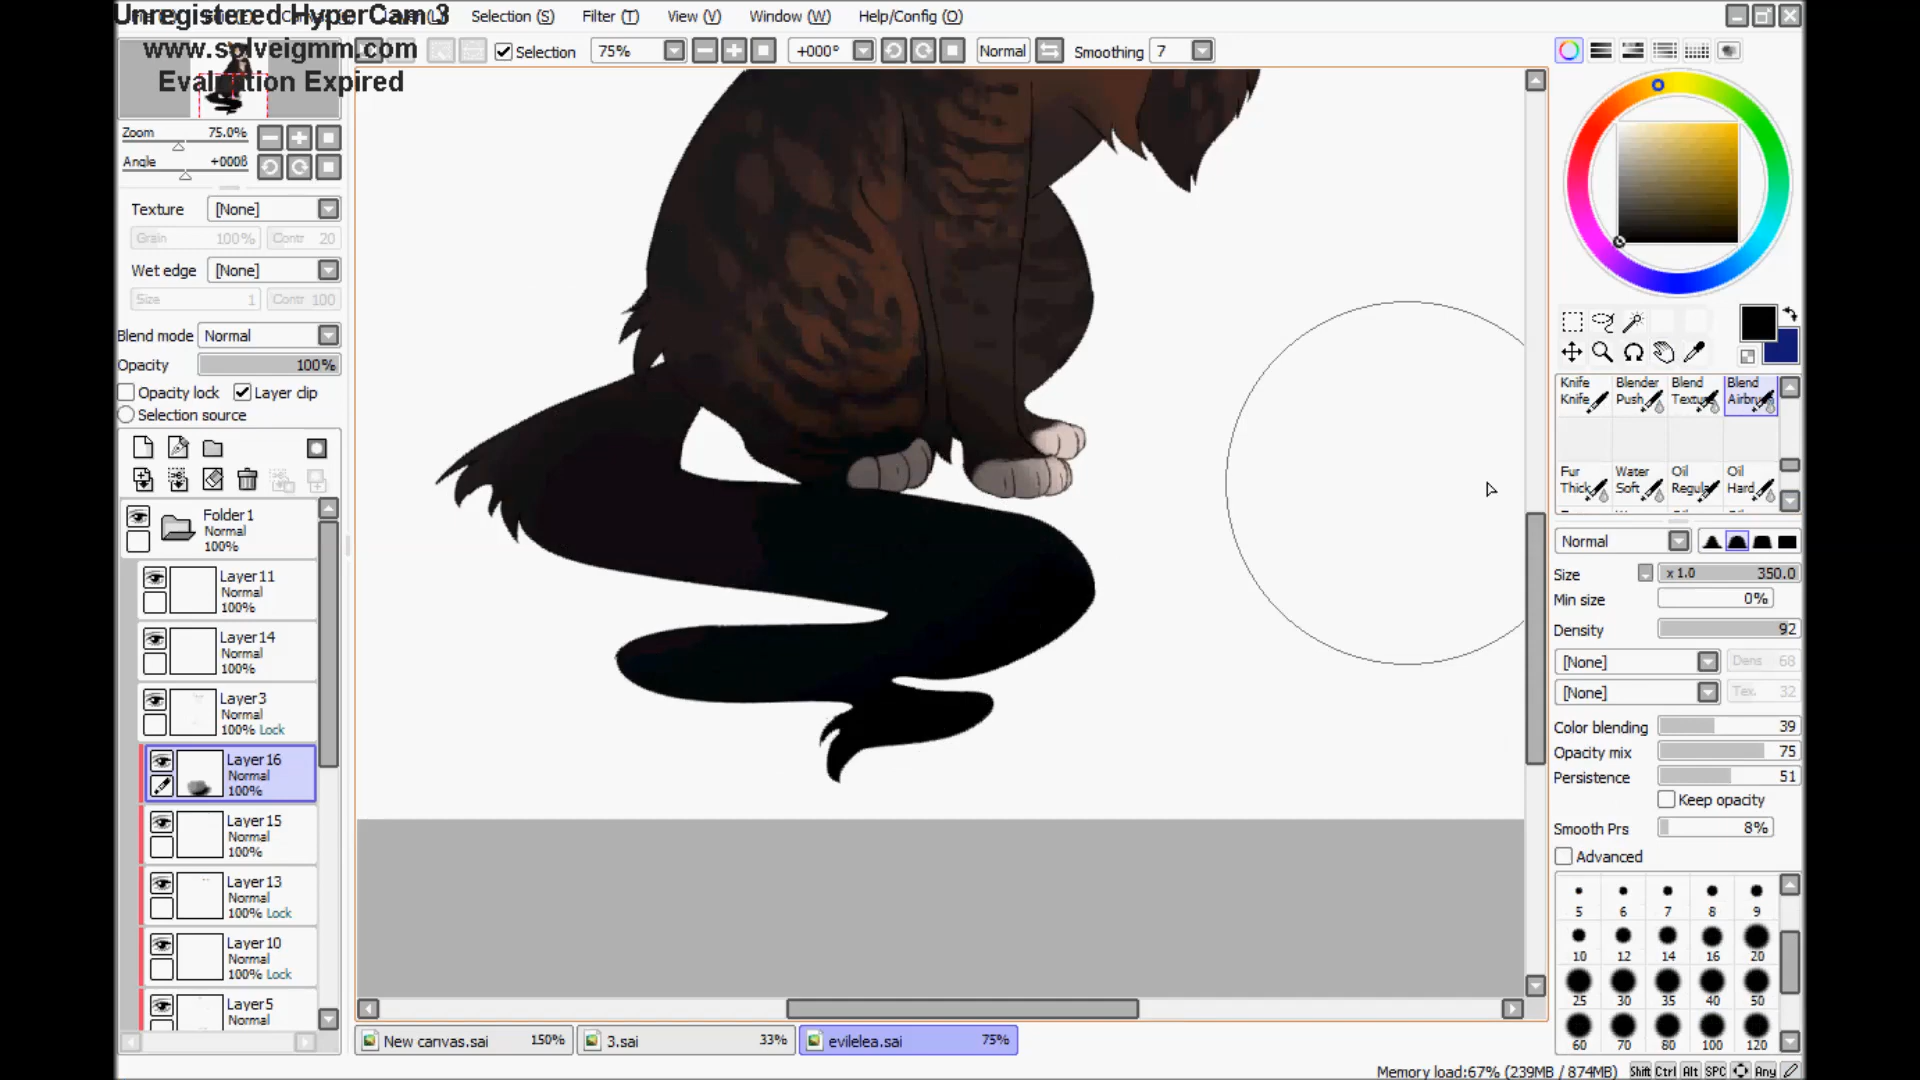 Unregistered HyperCam 3
www.solveigmm.com
Evaluation Expired
Selection (S)
Filter (T)
View (V)
Window (W)
Help/Config (O)
Selection
75%
+000°
Normal
Smoothing
7
Zoom
75.0%
Angle
+000ß
Texture
[None]
Grain
100%
Contr 20
Wet edge
[None]
Size
1
Contr 100
Blend mode
Normal
Opacity
100%
Opacity lock
Layer clip
Selection source
Folder1
Normal
100%
Layer11
Normal
100%
Layer14
Normal
100%
Layer3
Normal
100% Lock
Layer16
Normal
100%
Layer15
Normal
100%
Layer13
Normal
100% Lock
Layer10
Normal
100% Lock
Layer5
Normal
Knife
Knife
Blender
Push
Blend
Texture
Blend
Fur
Thick
Water
Soft
Oil
Oil
Hard
Normal
Size
x 1.0
350.0
Min size
0%
Density
92
[None]
Dens 68
[None]
Tex. 32
Color blending
39
Opacity mix
75
Persistence
51
Keep opacity
Smooth Prs
8%
Advanced
5 6 7 8 9
10 12 14 16 20
25 30 35 40 50
60 70 80 100 120
New canvas.sai 150%
3.sai 33%
evilelea.sai 75%
Memory load:67% (239MB / 874MB)
Shift Ctrl Alt SPC Any